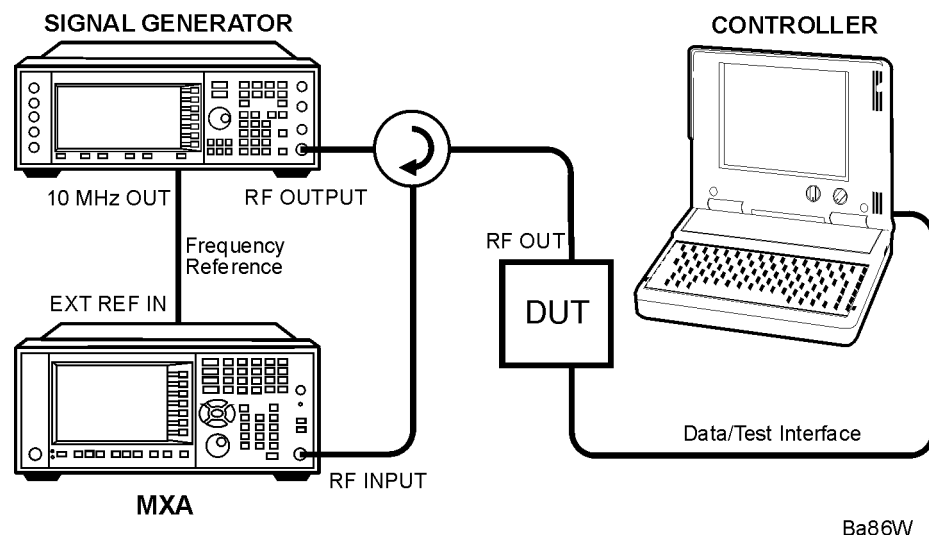 SIGNAL GENERATOR
CONTROLLER
10 MHz OUT
RF OUTPUT
Frequency
Reference
RF OUT
EXT REF IN
DUT
Data/Test Interface
RF INPUT
MXA
Ba86W